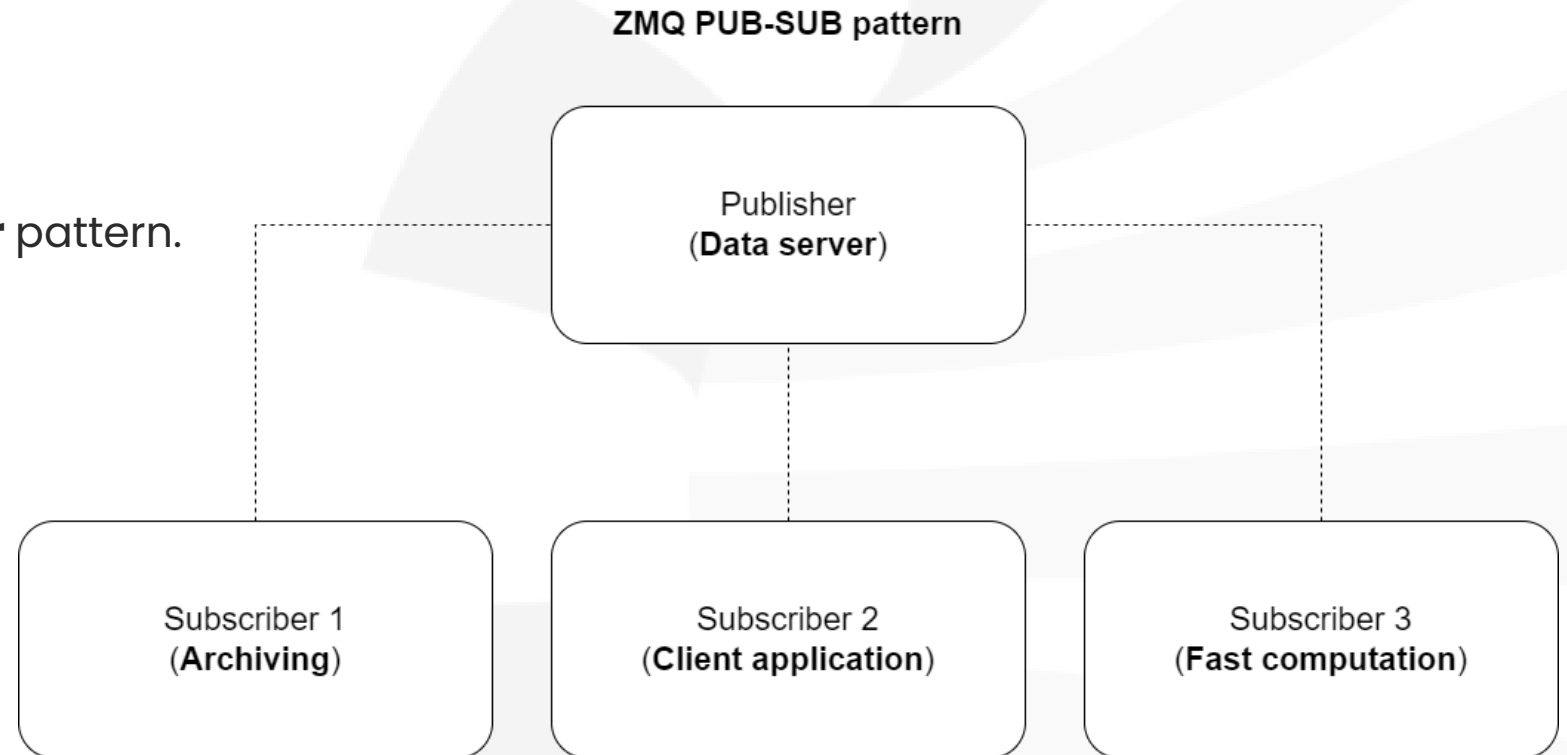 ZMQ PUB-SUB pattern
Publisher
(Data server)
r pattern.
Subscriber 1
(Archiving)
Subscriber 2
(Client application)
Subscriber 3
(Fast computation)